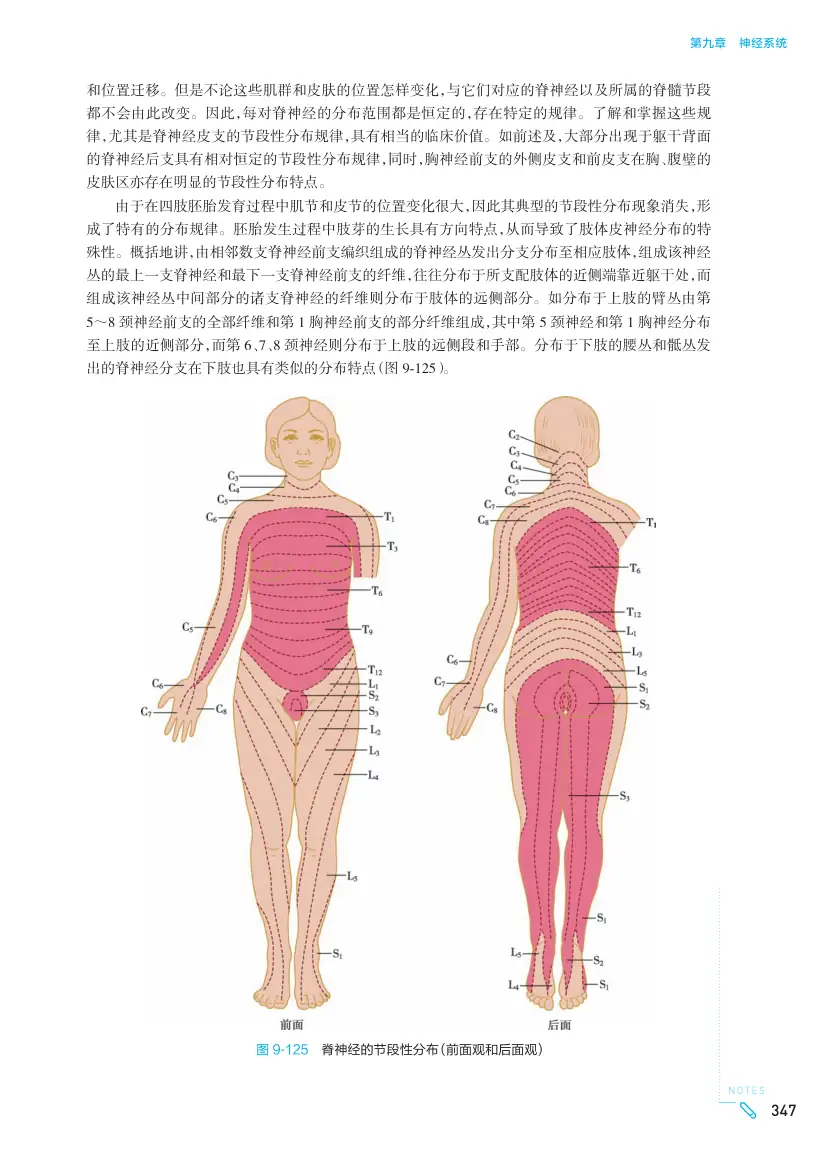 第九章 神经系统
和位置迁移。但是不论这些肌群和皮肤的位置怎样变化,与它们对应的脊神经以及所属的脊髓节段
都不会由此改变。因此,每对脊神经的分布范围都是恒定的,存在特定的规律。了解和掌握这些规
律,尤其是脊神经皮支的节段性分布规律,具有相当的临床价值。如前述及,大部分出现于躯干背面
的脊神经后支具有相对恒定的节段性分布规律,同时,胸神经前支的外侧皮支和前皮支在胸、腹壁的
皮肤区亦存在明显的节段性分布特点。
由于在四肢胚胎发育过程中肌节和皮节的位置变化很大,因此其典型的节段性分布现象消失,形
成了特有的分布规律。胚胎发生过程中肢芽的生长具有方向特点,从而导致了肢体皮神经分布的特
殊性。概括地讲,由相邻数支脊神经前支编织组成的脊神经丛发出分支分布至相应肢体,组成该神经
丛的最上一支脊神经和最下一支脊神经前支的纤维,往往分布于所支配肢体的近侧端靠近躯干处,而
组成该神经丛中间部分的诸支脊神经的纤维则分布于肢体的远侧部分。如分布于上肢的臂丛由第
5～8 颈神经前支的全部纤维和第 1 胸神经前支的部分纤维组成,其中第 5 颈神经和第 1 胸神经分布
至上肢的近侧部分,而第 6、7、8 颈神经则分布于上肢的远侧段和手部。分布于下肢的腰丛和骶丛发
出的脊神经分支在下肢也具有类似的分布特点(图 9-125)。
C3
C4
C5
C6
T1
T3
T6
C5
T9
T12
C6
L1
S2
C7
C8
S3
L2
L3
L4
L5
S1
前面
C2
C3
C4
C5
C6
C7
C8
T1
T6
T12
L1
L3
C6
L5
C7
S1
C8
S2
S3
S1
L5
S2
L4
S1
后面
图 9-125 脊神经的节段性分布(前面观和后面观)
NOTES
347